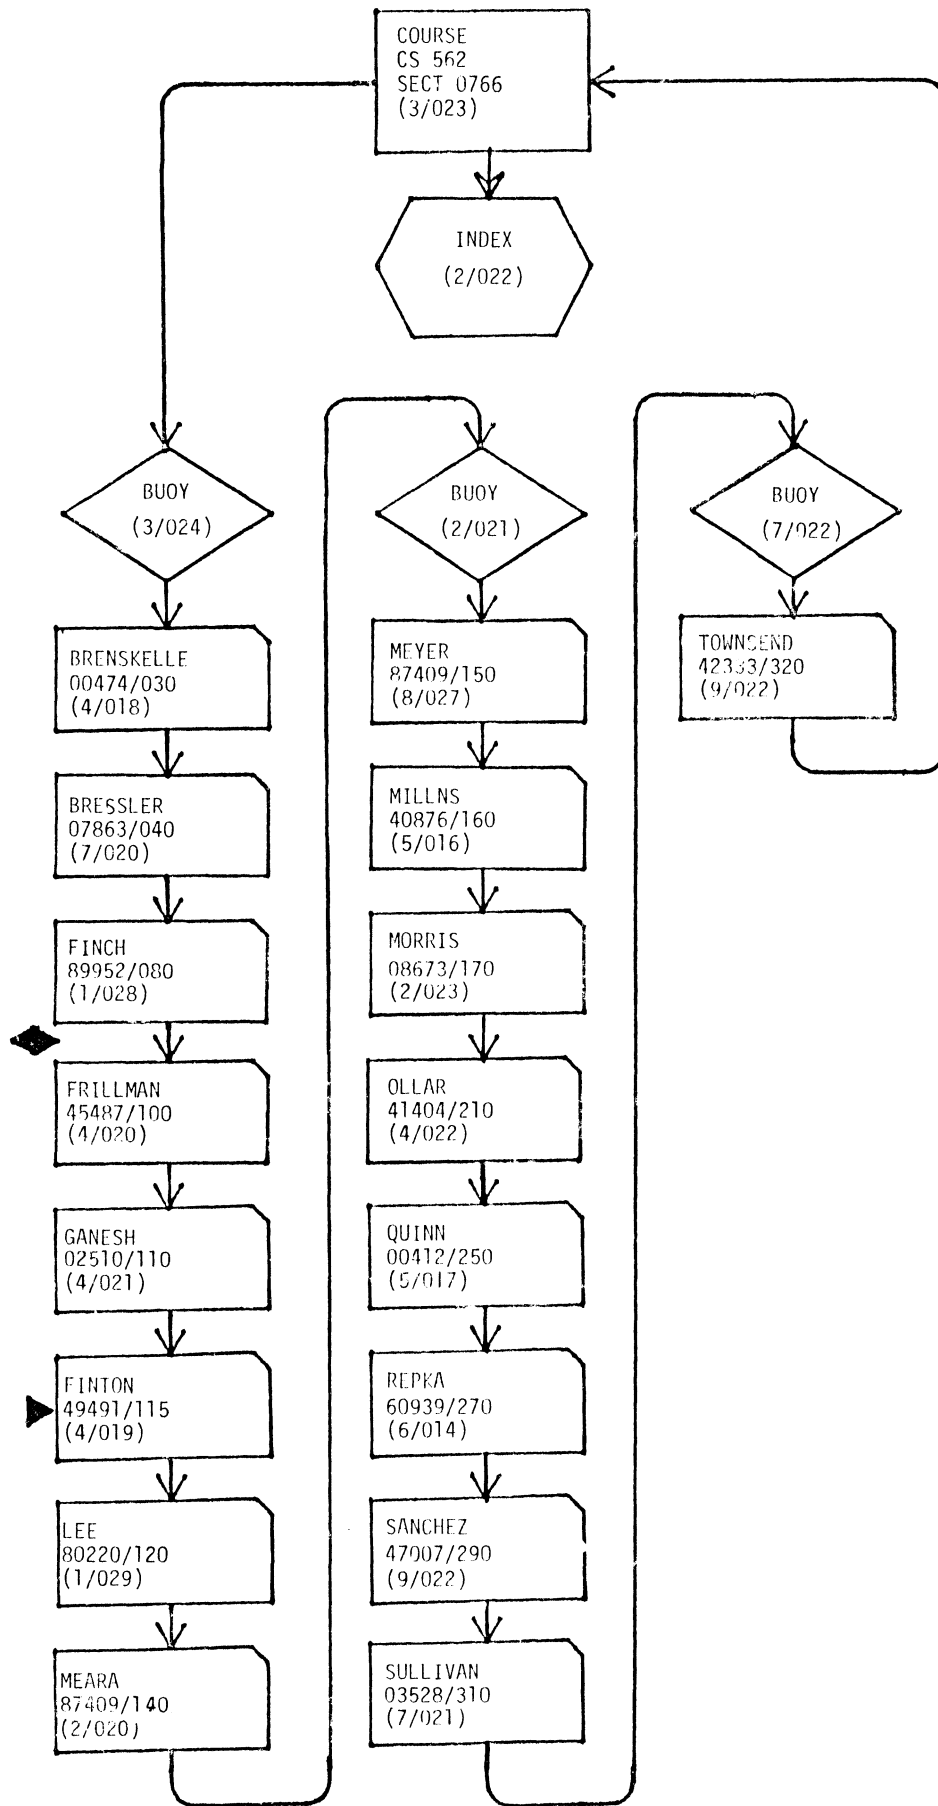 COURSE
CS 562
SECT 0766
(3/023)
INDEX
(2/022)
BUOY
(3/024)
BRENSKELLE
00474/030
(4/018)
BRESSLER
07863/040
(7/020)
FINCH
89952/080
(1/028)
FRILLMAN
45487/100
(4/020)
GANESH
02510/110
(4/021)
FINTON
49491/115
(4/019)
LEE
80220/120
(1/029)
MEARA
87409/140
(2/020)
BUOY
(2/021)
MEYER
87409/150
(8/027)
MILLNS
40876/160
(5/016)
MORRIS
08673/170
(2/023)
OLLAR
41404/210
(4/022)
QUINN
00412/250
(5/017)
REPKA
60939/270
(6/014)
SANCHEZ
47007/290
(9/022)
SULLIVAN
03528/310
(7/021)
BUOY
(7/022)
TOWNSEND
42333/320
(9/022)